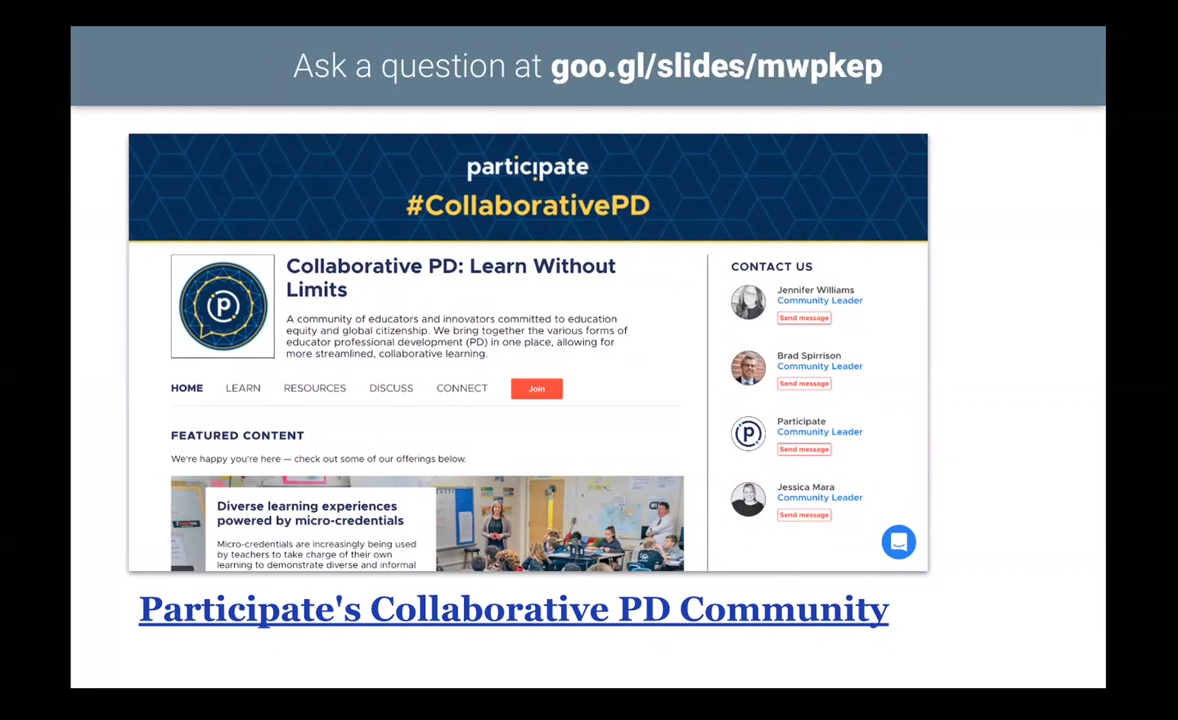 Ask a question at goo.gl/slides/mwpkep
participate
#CollaborativePD
Collaborative PD: Learn Without
Limits
A community of educators and innovators committed to education
equity and global citizenship. We bring together the various forms of
educator professional development (PD) in one place, allowing for
more streamlined, collaborative learning.
HOME LEARN RESOURCES DISCUSS CONNECT Join
FEATURED CONTENT
We're happy you're here — check out some of our offerings below.
Diverse learning experiences
powered by micro-credentials
Micro-credentials are increasingly being used
by teachers to take charge of their own
learning to demonstrate diverse and informal
CONTACT US
Jennifer Williams
Community Leader
Send message
Brad Spirrison
Community Leader
Send message
Participate
Community Leader
Send message
Jessica Mara
Community Leader
Send message
Participate's Collaborative PD Community